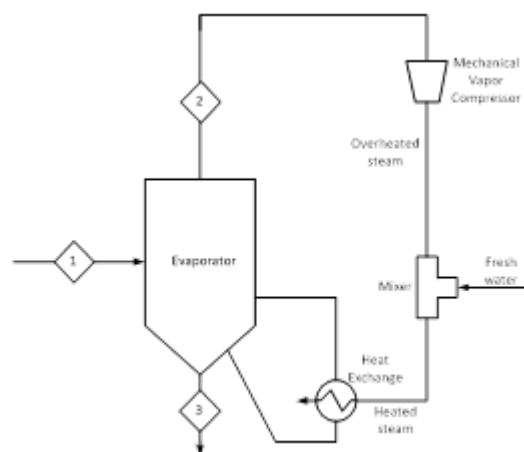 2
Mechanical
Vapor
Compressor
Overheated
steam
1
Evaporator
Mixer
Fresh
water
Heat
Exchange
Heated
steam
3